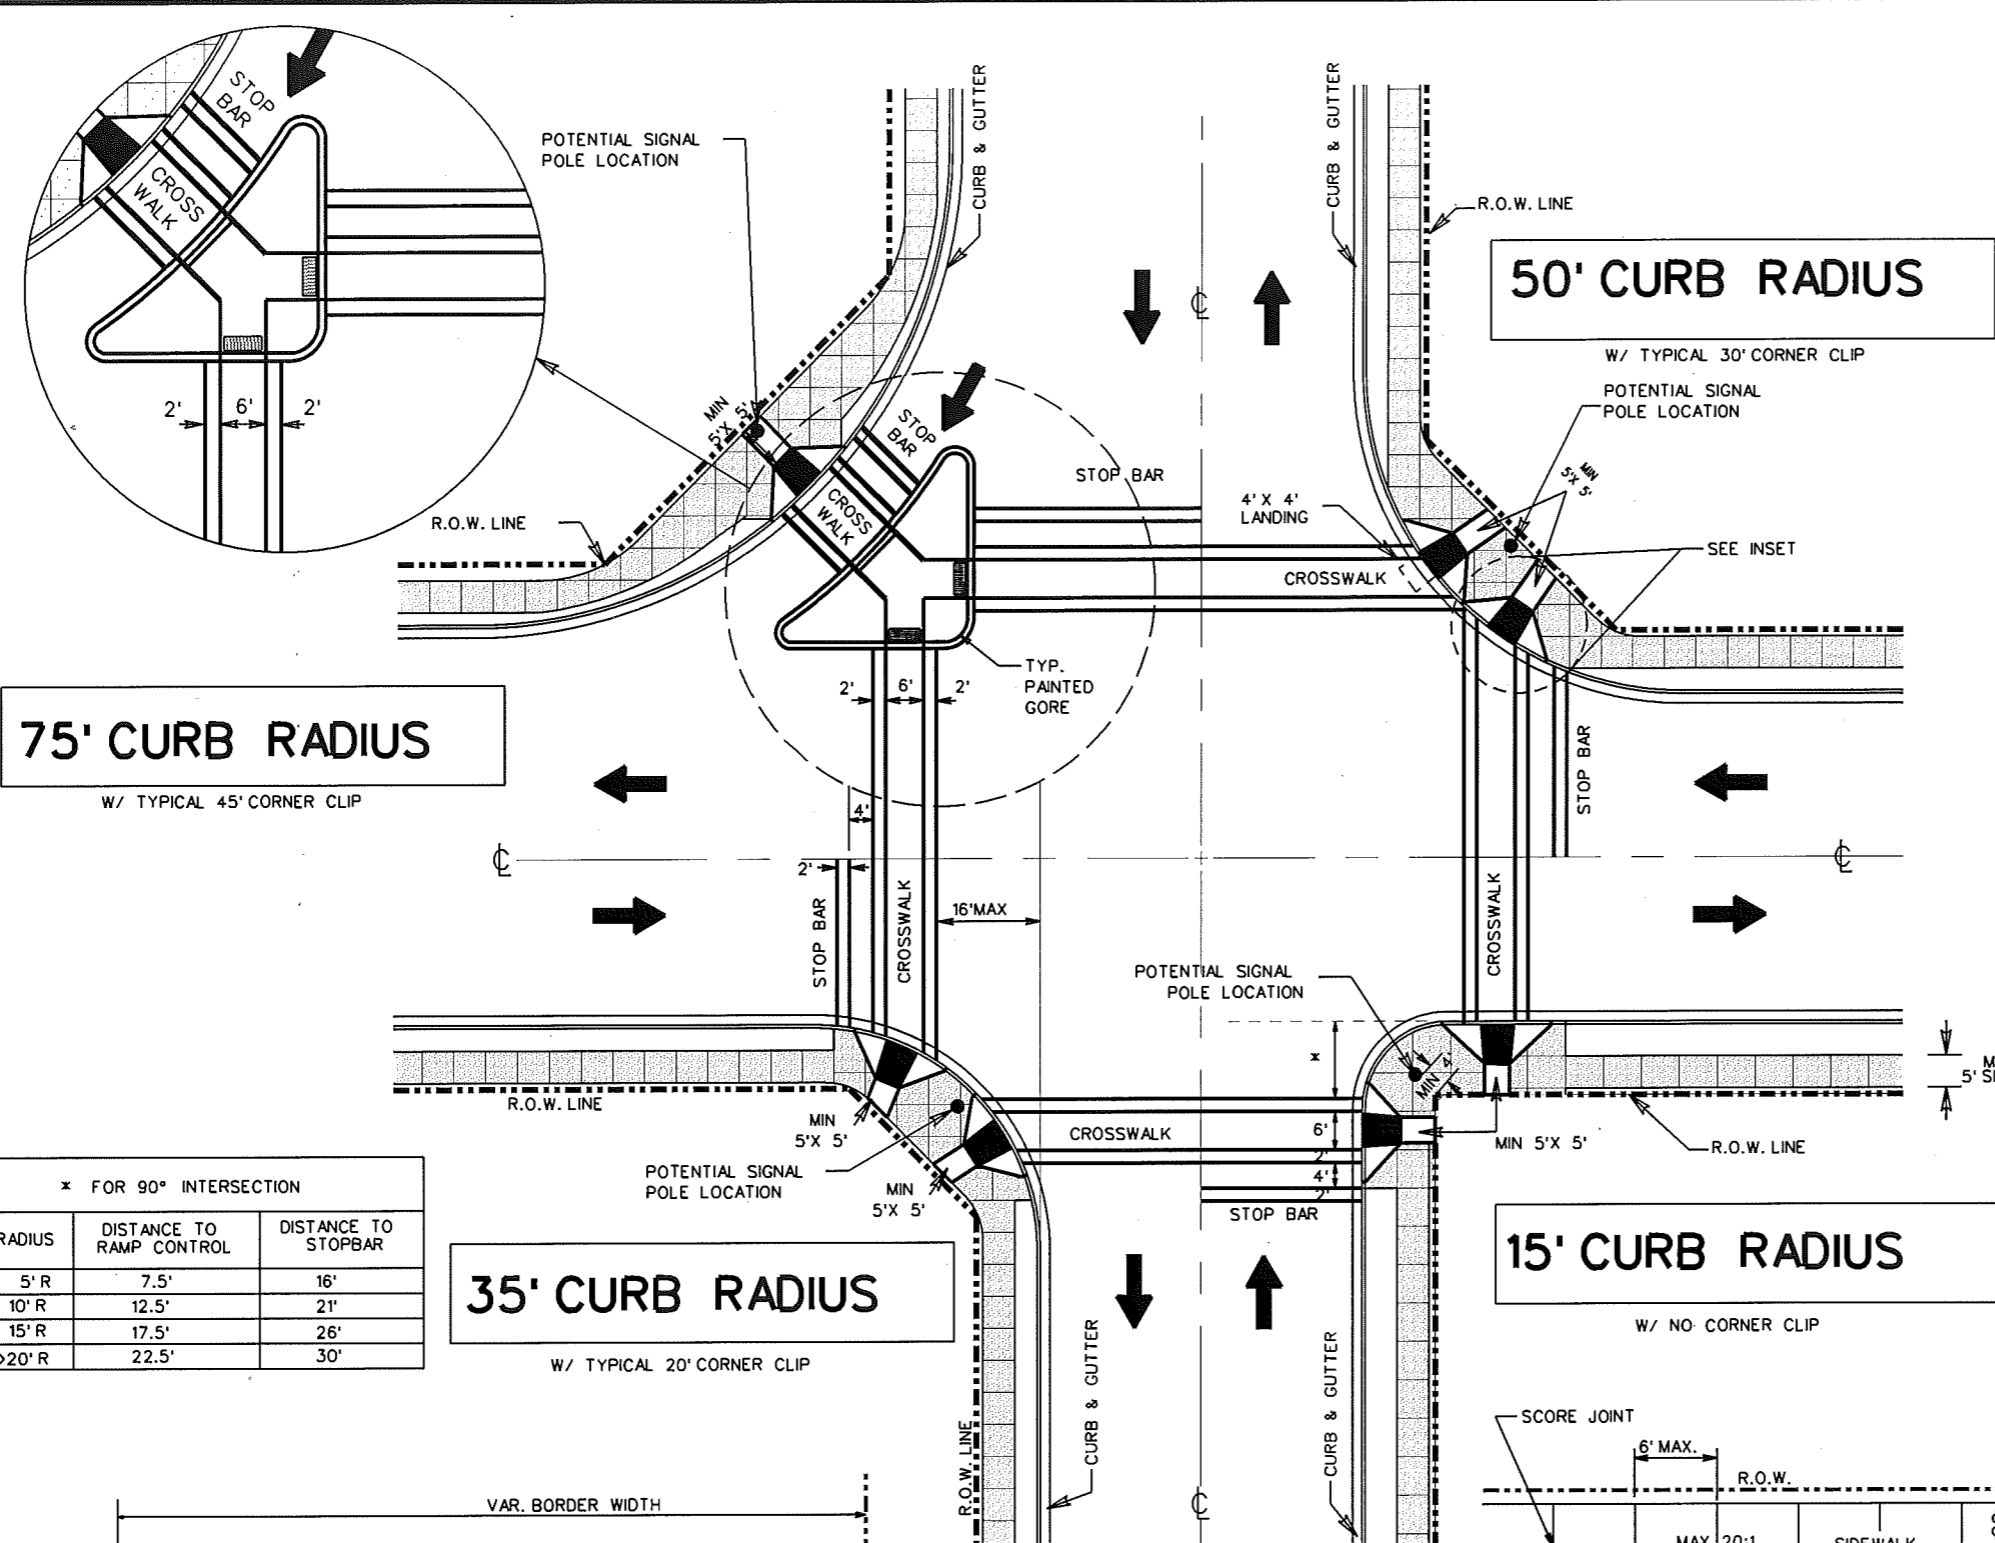 STOP
BAR
CROSS
WALK
2'
6'
2'
POTENTIAL SIGNAL
POLE LOCATION
CURB & GUTTER
CURB & GUTTER
R.O.W. LINE
50' CURB RADIUS
W/ TYPICAL 30' CORNER CLIP
POTENTIAL SIGNAL
POLE LOCATION
℄
MIN
5'X 5'
STOP
BAR
STOP BAR
4' X 4'
LANDING
MIN
5'X 5'
R.O.W. LINE
CROSS
WALK
CROSSWALK
SEE INSET
TYP.
PAINTED
GORE
2'
6'
2'
75' CURB RADIUS
W/ TYPICAL 45' CORNER CLIP
STOP BAR
4'
℄
2'
℄
STOP BAR
CROSSWALK
16'MAX
CROSSWALK
POTENTIAL SIGNAL
POLE LOCATION
*
MIN 4'
5'
R.O.W. LINE
MIN
5'X 5'
CROSSWALK
6'
2'
4'
2'
MIN 5'X 5'
R.O.W. LINE
POTENTIAL SIGNAL
POLE LOCATION
MIN
5'X 5'
STOP BAR
* FOR 90° INTERSECTION
RADIUS DISTANCE TO RAMP CONTROL DISTANCE TO STOPBAR
5' R 7.5' 16'
10' R 12.5' 21'
15' R 17.5' 26'
>20' R 22.5' 30'
35' CURB RADIUS
W/ TYPICAL 20' CORNER CLIP
15' CURB RADIUS
W/ NO CORNER CLIP
R.O.W. LINE
CURB & GUTTER
CURB & GUTTER
℄
SCORE JOINT
6' MAX.
R.O.W.
VAR. BORDER WIDTH
MAX 20:1
SIDEWALK